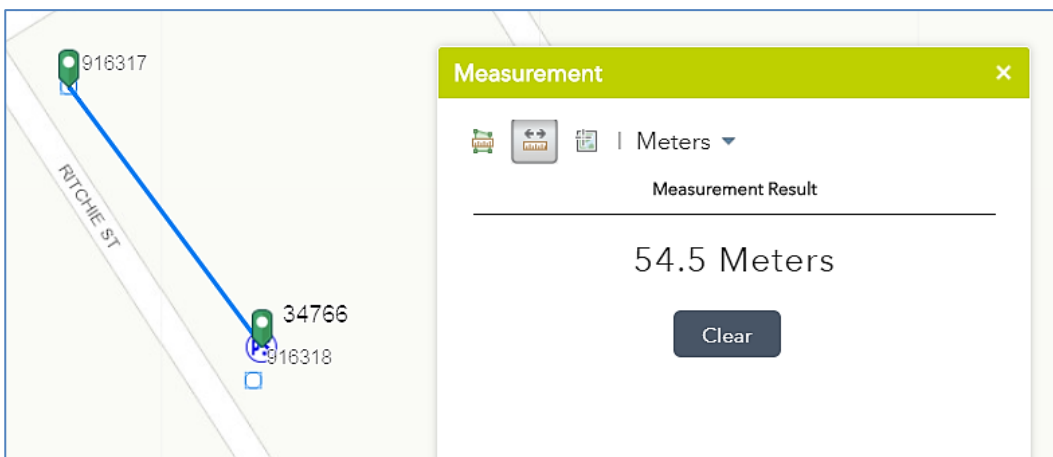 916317
RITCHIE ST
34766
916318
Measurement
Meters
Measurement Result
54.5 Meters
Clear